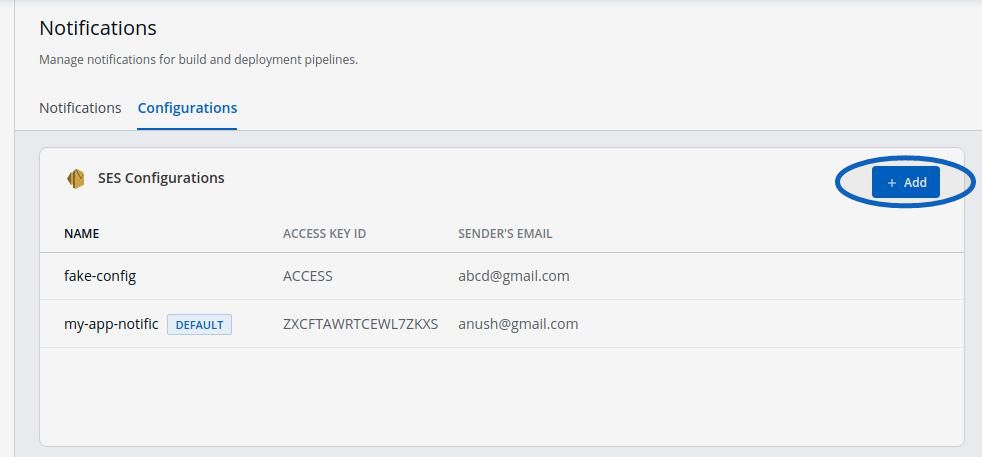 Notifications
Manage notifications for build and deployment pipelines.
Notifications Configurations
SES Configurations + Add
NAME ACCESS KEY ID SENDER'S EMAIL
fake-config ACCESS abcd@gmail.com
my-app-notific DEFAULT ZXCFTAWRTCEWL7ZKXS anush@gmail.com